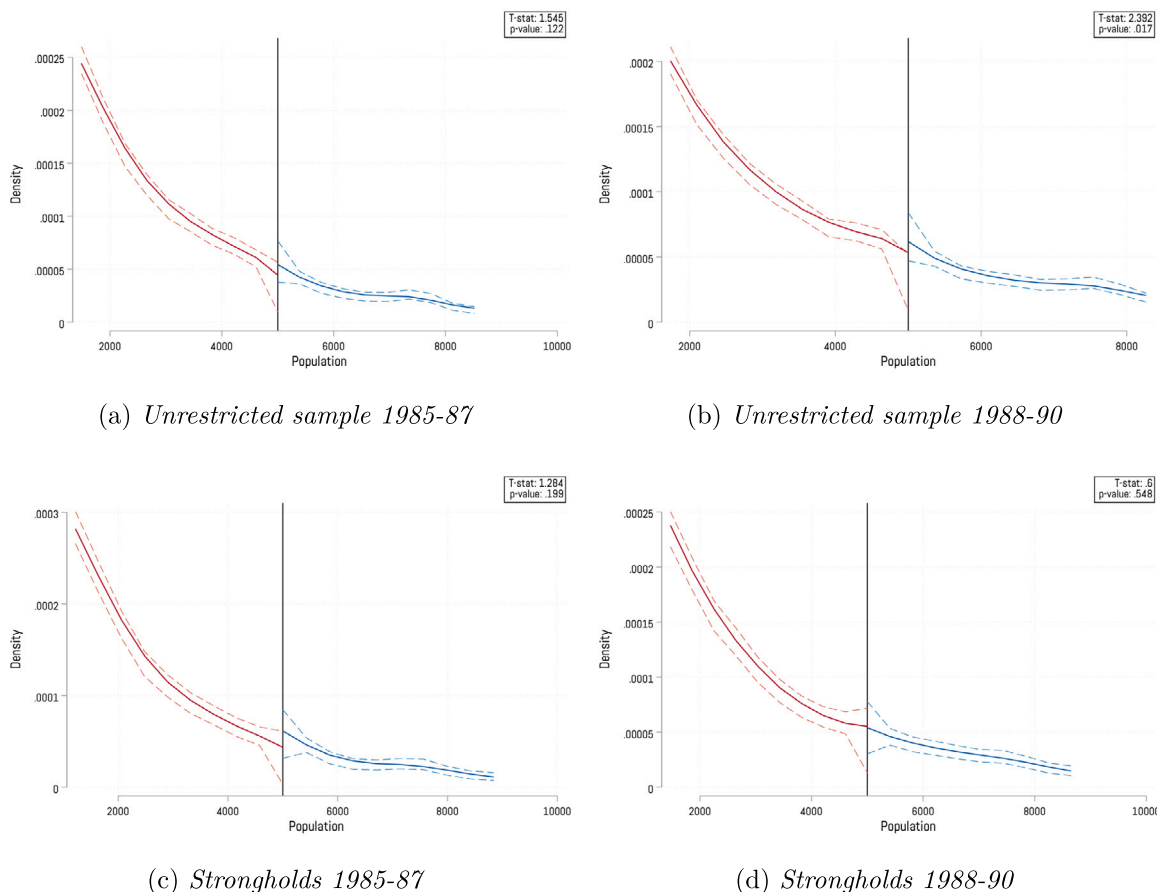 T-stat: 1.545
p-value: .122
.00025
.0002
.00015
.0001
.00005
0
Density
2000
4000
6000
8000
10000
Population
(a) Unrestricted sample 1985-87
T-stat: 2.392
p-value: .017
.0002
.00015
.0001
.00005
0
Density
2000
4000
6000
8000
Population
(b) Unrestricted sample 1988-90
T-stat: 1.284
p-value: .199
.0003
.0002
.0001
0
Density
2000
4000
6000
8000
10000
Population
(c) Strongholds 1985-87
T-stat: .6
p-value: .548
.00025
.0002
.00015
.0001
.00005
0
Density
2000
4000
6000
8000
1000
Population
(d) Strongholds 1988-90